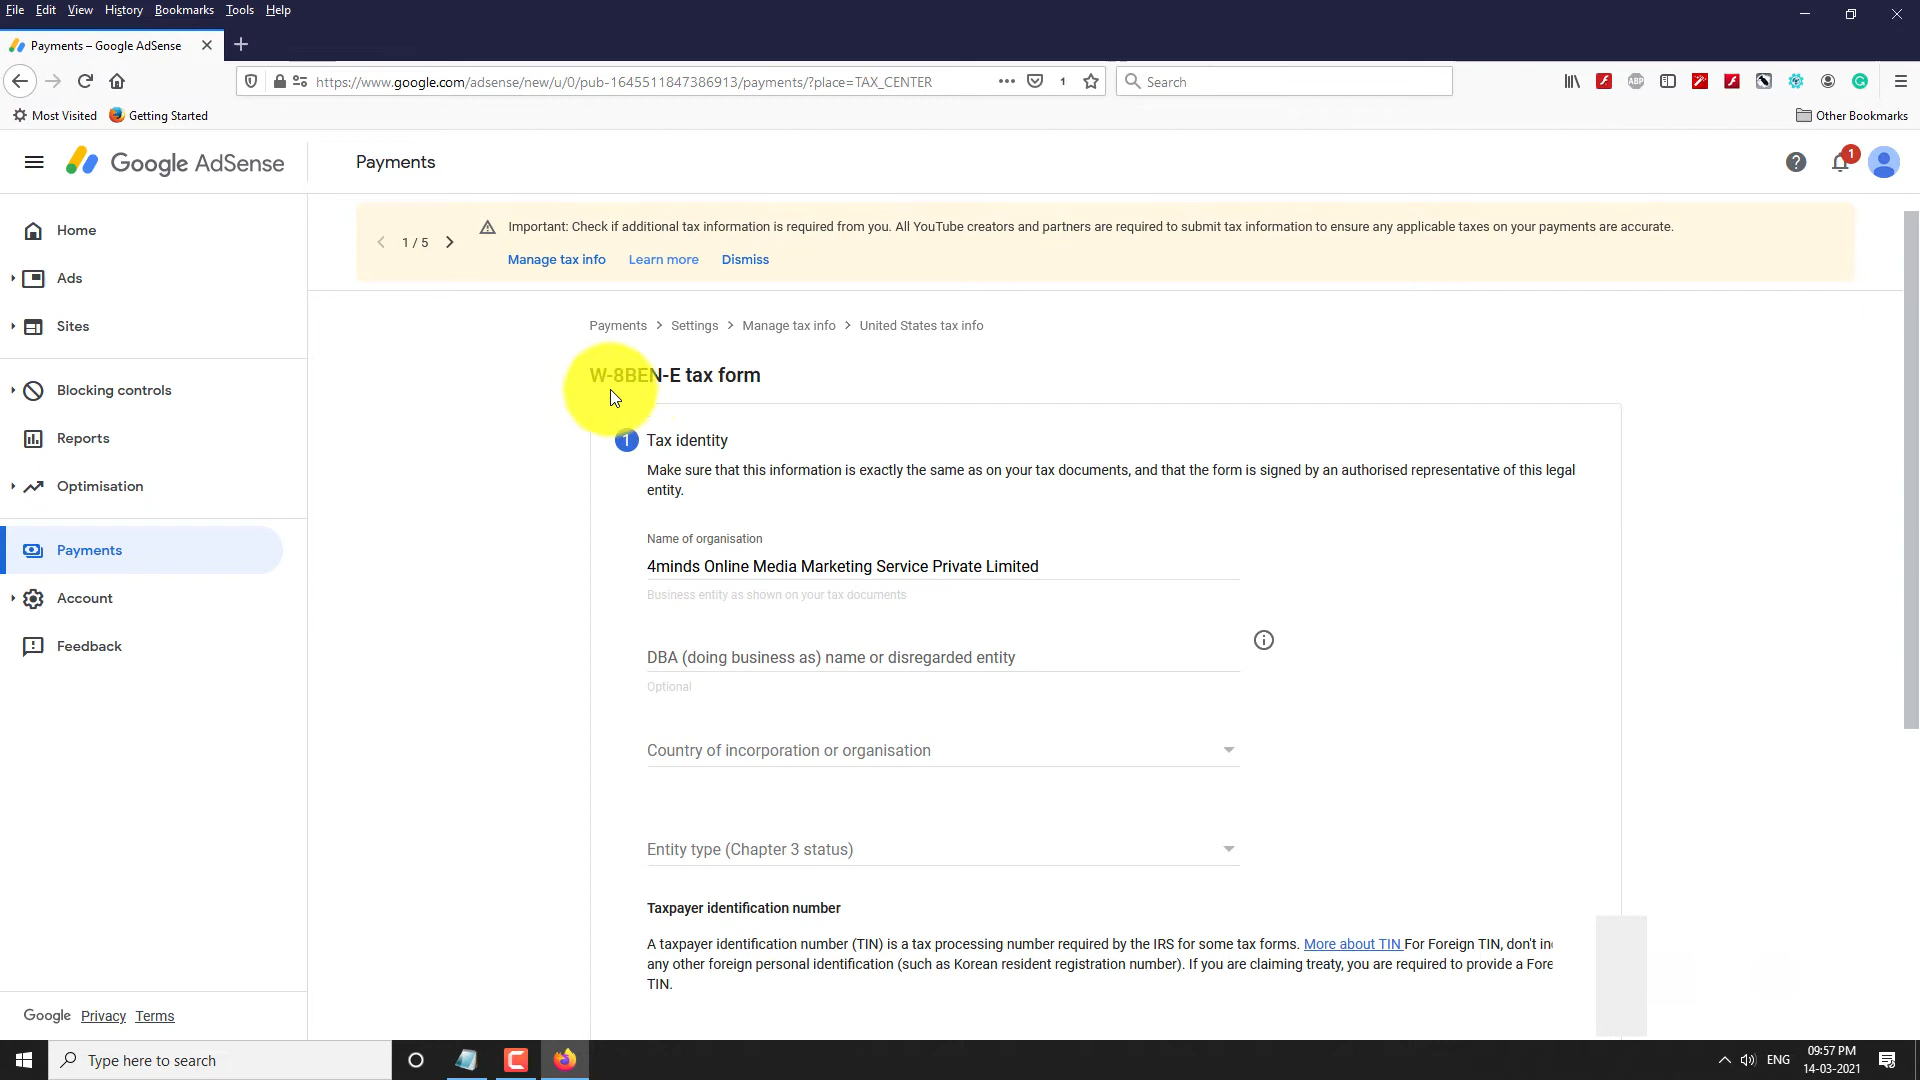 File Edit View History Bookmarks Tools Help
Payments – Google AdSense
https://www.google.com/adsense/new/u/0/pub-1645511847386913/payments/?place=TAX_CENTER
1
Search
ABP
Most Visited Getting Started
Other Bookmarks
Google AdSense
Payments
1
Home
Ads
Sites
Blocking controls
Reports
Optimisation
Payments
Account
Feedback
Google Privacy Terms
1 / 5
Important: Check if additional tax information is required from you. All YouTube creators and partners are required to submit tax information to ensure any applicable taxes on your payments are accurate.
Manage tax info Learn more Dismiss
Payments > Settings > Manage tax info > United States tax info
W-8BEN-E tax form
1 Tax identity
Make sure that this information is exactly the same as on your tax documents, and that the form is signed by an authorised representative of this legal
entity.
Name of organisation
4minds Online Media Marketing Service Private Limited
Business entity as shown on your tax documents
DBA (doing business as) name or disregarded entity
Optional
Country of incorporation or organisation
Entity type (Chapter 3 status)
Taxpayer identification number
A taxpayer identification number (TIN) is a tax processing number required by the IRS for some tax forms. More about TIN For Foreign TIN, don't in
any other foreign personal identification (such as Korean resident registration number). If you are claiming treaty, you are required to provide a Fore
TIN.
Type here to search
ENG
09:57 PM
14-03-2021